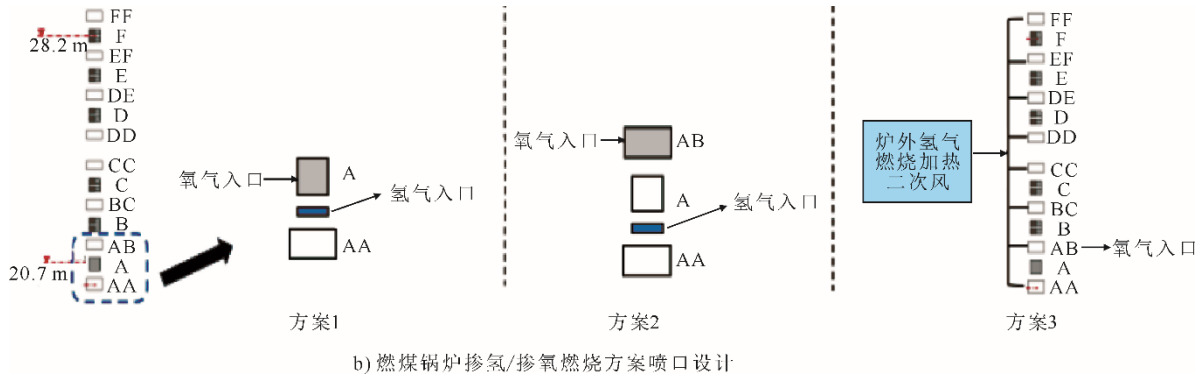 FF
F
28.2 m
EF
E
DE
D
DD
CC
C
BC
B
AB
A
20.7 m
AA
氧气入口
A
氢气入口
AA
方案1
氧气入口
AB
A
氢气入口
AA
方案2
炉外氢气
燃烧加热
二次风
FF
F
EF
E
DE
D
DD
CC
C
BC
B
AB
氧气入口
A
AA
方案3
b) 燃煤锅炉掺氢/掺氧燃烧方案喷口设计